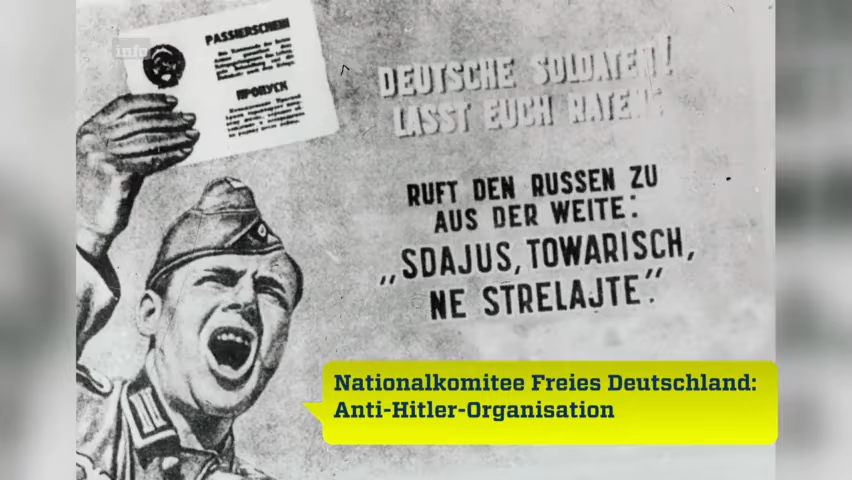 info
PASSIERSCHEIN
ПРОПУСК
DEUTSCHE SOLDATEN!
LASST EUCH RATEN:
RUFT DEN RUSSEN ZU
AUS DER WEITE:
„SDAJUS, TOWARISCH,
NE STRELAJTE".
Nationalkomitee Freies Deutschland:
Anti-Hitler-Organisation